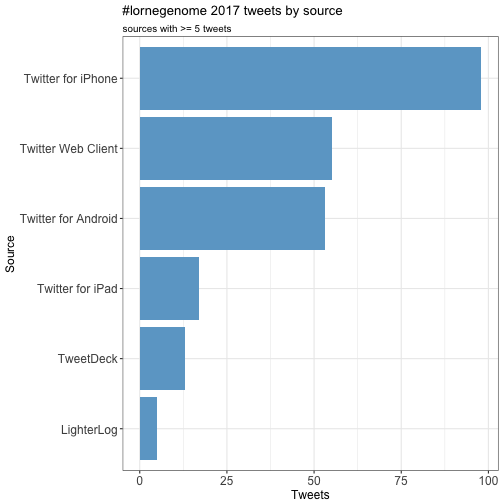 #lornegenome 2017 tweets by source
sources with >= 5 tweets
Twitter for iPhone
Twitter Web Client
Twitter for Android
Twitter for iPad
TweetDeck
LighterLog
Source
0 25 50 75 100
Tweets